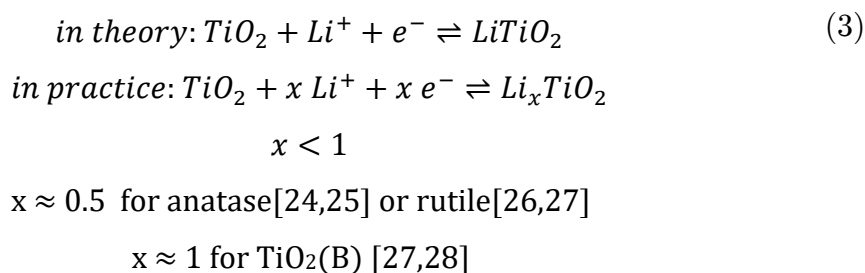 in theory: TiO₂ + Li⁺ + e⁻ ⇌ LiTiO₂ (3)
in practice: TiO₂ + x Li⁺ + x e⁻ ⇌ LiₓTiO₂
x < 1
x ≈ 0.5 for anatase[24,25] or rutile[26,27]
x ≈ 1 for TiO₂(B) [27,28]